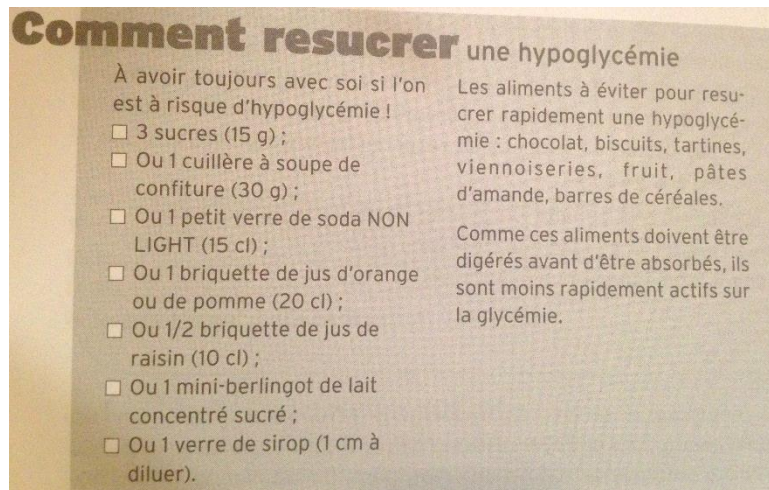 Comment resucrer une hypoglycémie
À avoir toujours avec soi si l'on
est à risque d'hypoglycémie !
☐ 3 sucres (15 g) ;
☐ Ou 1 cuillère à soupe de
confiture (30 g) ;
☐ Ou 1 petit verre de soda NON
LIGHT (15 cl) ;
☐ Ou 1 briquette de jus d'orange
ou de pomme (20 cl) ;
☐ Ou 1/2 briquette de jus de
raisin (10 cl) ;
☐ Ou 1 mini-berlingot de lait
concentré sucré ;
☐ Ou 1 verre de sirop (1 cm à
diluer).
Les aliments à éviter pour resu-
crer rapidement une hypoglycé-
mie : chocolat, biscuits, tartines,
viennoiseries, fruit, pâtes
d'amande, barres de céréales.
Comme ces aliments doivent être
digérés avant d'être absorbés, ils
sont moins rapidement actifs sur
la glycémie.